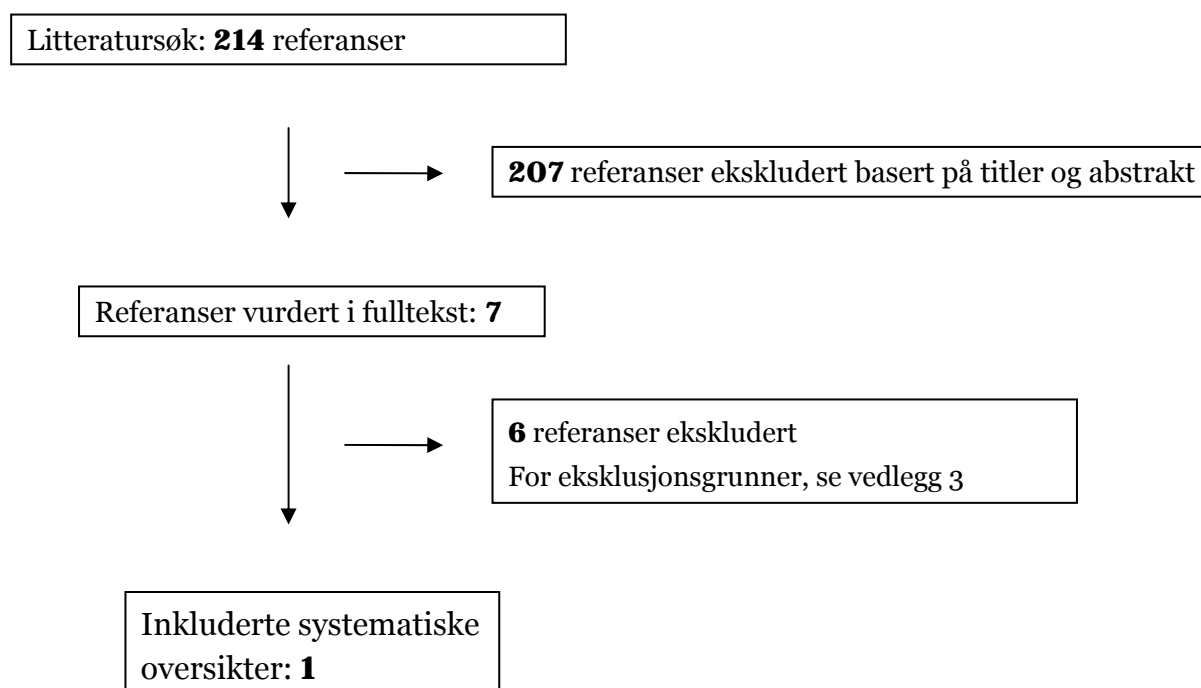 Litteratursøk: 214 referanser
207 referanser ekskludert basert på titler og abstrakt
Referanser vurdert i fulltekst: 7
6 referanser ekskludert
For eksklusjonsgrunner, se vedlegg 3
Inkluderte systematiske
oversikter: 1